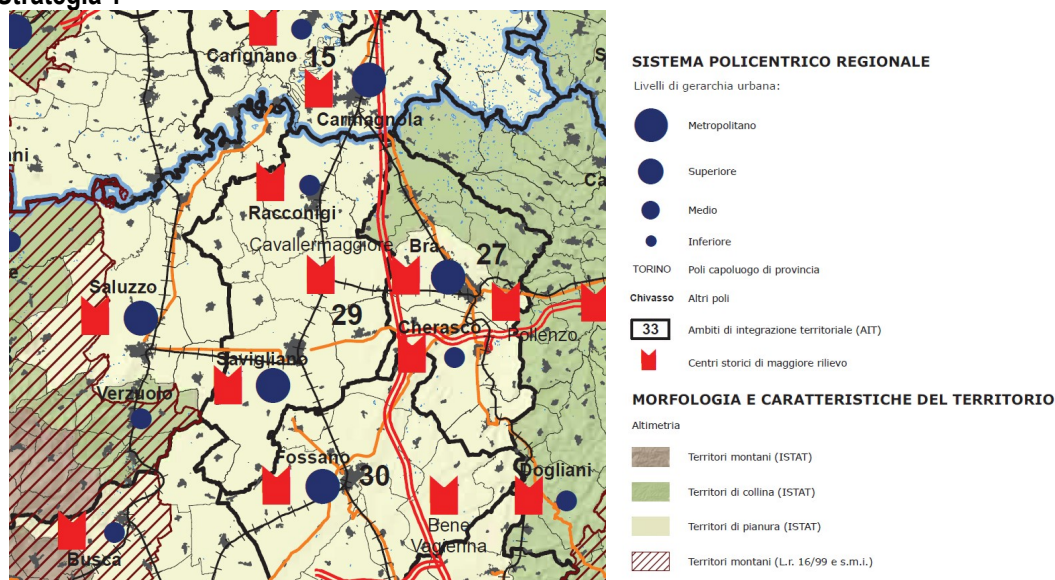 Strategia 1
Carignano
15
Carmagnola
Racconigi
Cavallermaggiore
Bra
27
Saluzzo
29
Cherasco
Pollenzo
Savigliano
Verzuolo
Fossano
30
Dogliani
Bene
Vagienna
Busca
SISTEMA POLICENTRICO REGIONALE
Livelli di gerarchia urbana:
Metropolitano
Superiore
Medio
Inferiore
TORINO Poli capoluogo di provincia
Chivasso Altri poli
33 Ambiti di integrazione territoriale (AIT)
Centri storici di maggiore rilievo
MORFOLOGIA E CARATTERISTICHE DEL TERRITORIO
Altimetria
Territori montani (ISTAT)
Territori di collina (ISTAT)
Territori di pianura (ISTAT)
Territori montani (L.r. 16/99 e s.m.i.)